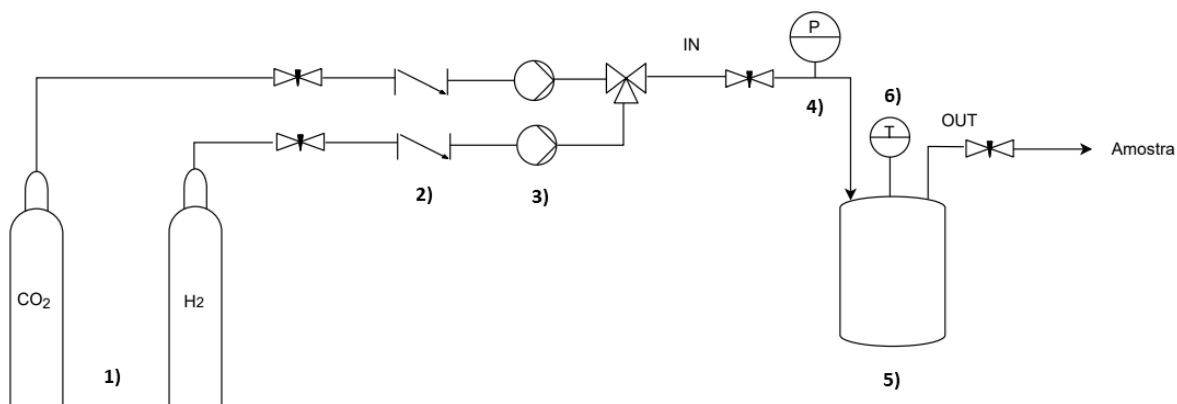 P
IN
4)
6)
T
OUT
Amostra
2)
3)
CO₂
H2
1)
5)